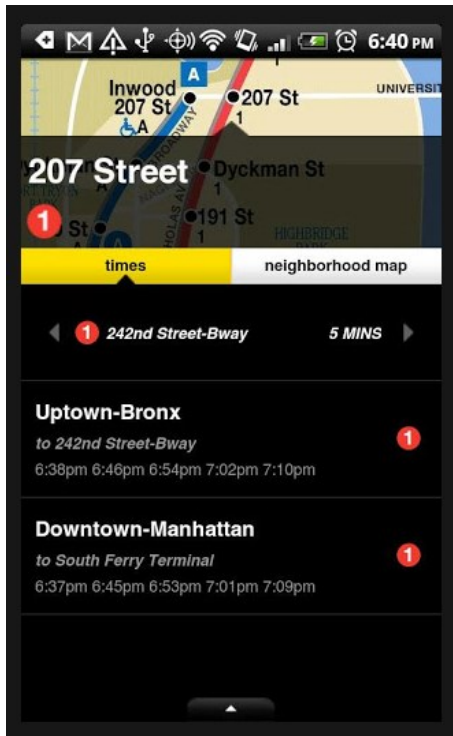 6:40 PM
A
Inwood
207 St
A
207 St
1
UNIVERSIT
BROADWAY
207 Street
Dyckman St
1
1
St
191 St
1
HIGHBRIDGE
times
neighborhood map
1 242nd Street-Bway 5 MINS
Uptown-Bronx
to 242nd Street-Bway
1
6:38pm 6:46pm 6:54pm 7:02pm 7:10pm
Downtown-Manhattan
to South Ferry Terminal
1
6:37pm 6:45pm 6:53pm 7:01pm 7:09pm